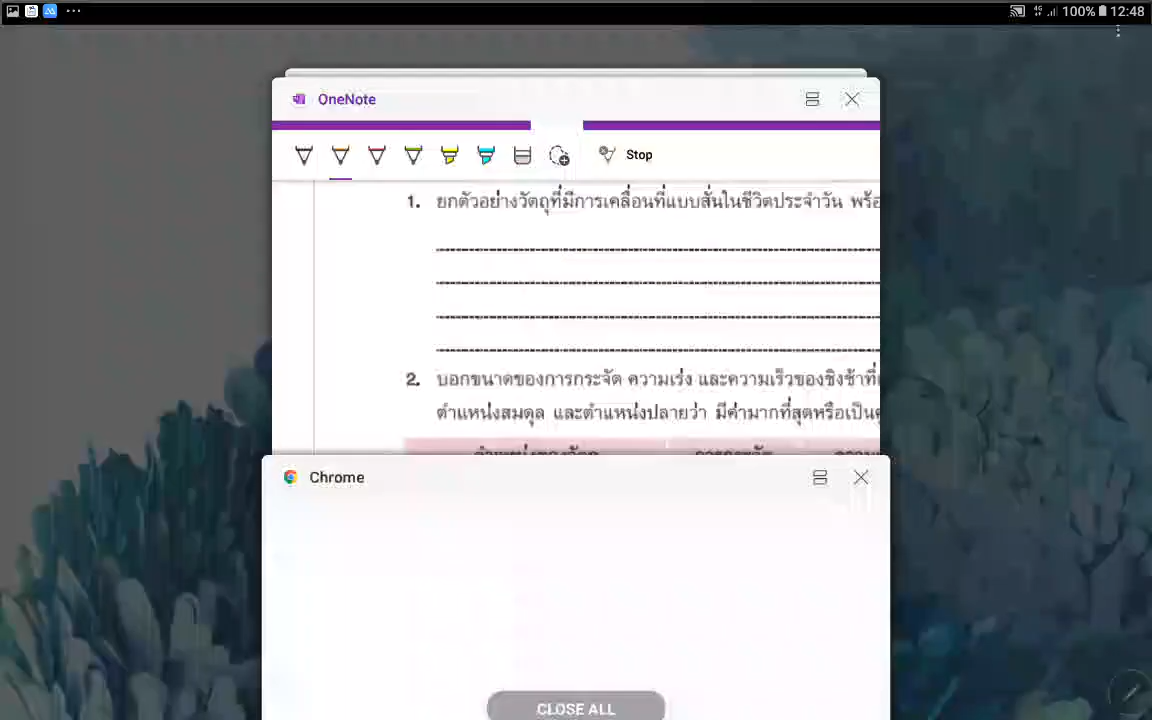 100% 12:48
4G
OneNote
Stop
1. ยกตัวอย่างวัตถุที่มีการเคลื่อนที่แบบสั่นในชีวิตประจำวัน
2. บอกขนาดของการกระจัด ความเร่ง และความเร็วของชิงช้าที่
ตำแหน่งสมดุล และตำแหน่งปลายว่า มีค่ามากที่สุดหรือเป็น
Chrome
CLOSE ALL